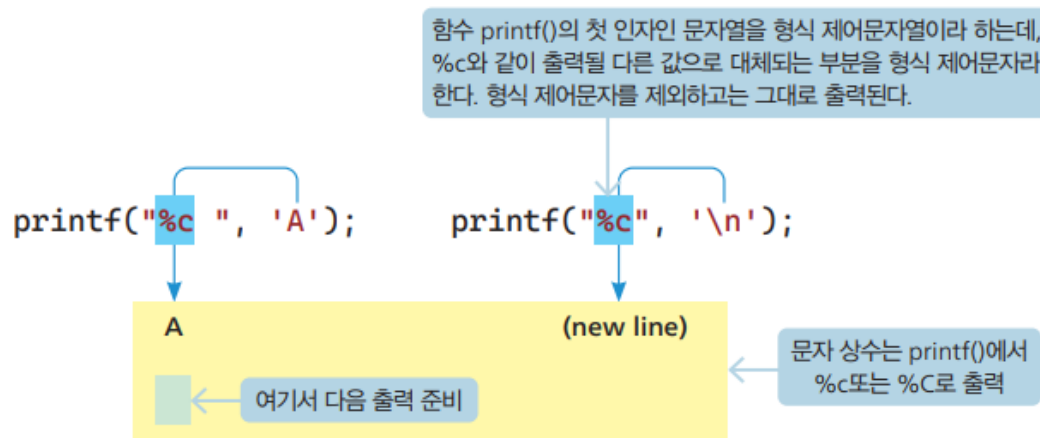 함수 printf()의 첫 인자인 문자열을 형식 제어문자열이라 하는데,
%c와 같이 출력될 다른 값으로 대체되는 부분을 형식 제어문자라
한다. 형식 제어문자를 제외하고는 그대로 출력된다.
printf("%c ", 'A');
printf("%c", '\n');
A
(new line)
여기서 다음 출력 준비
문자 상수는 printf()에서
%c또는 %C로 출력